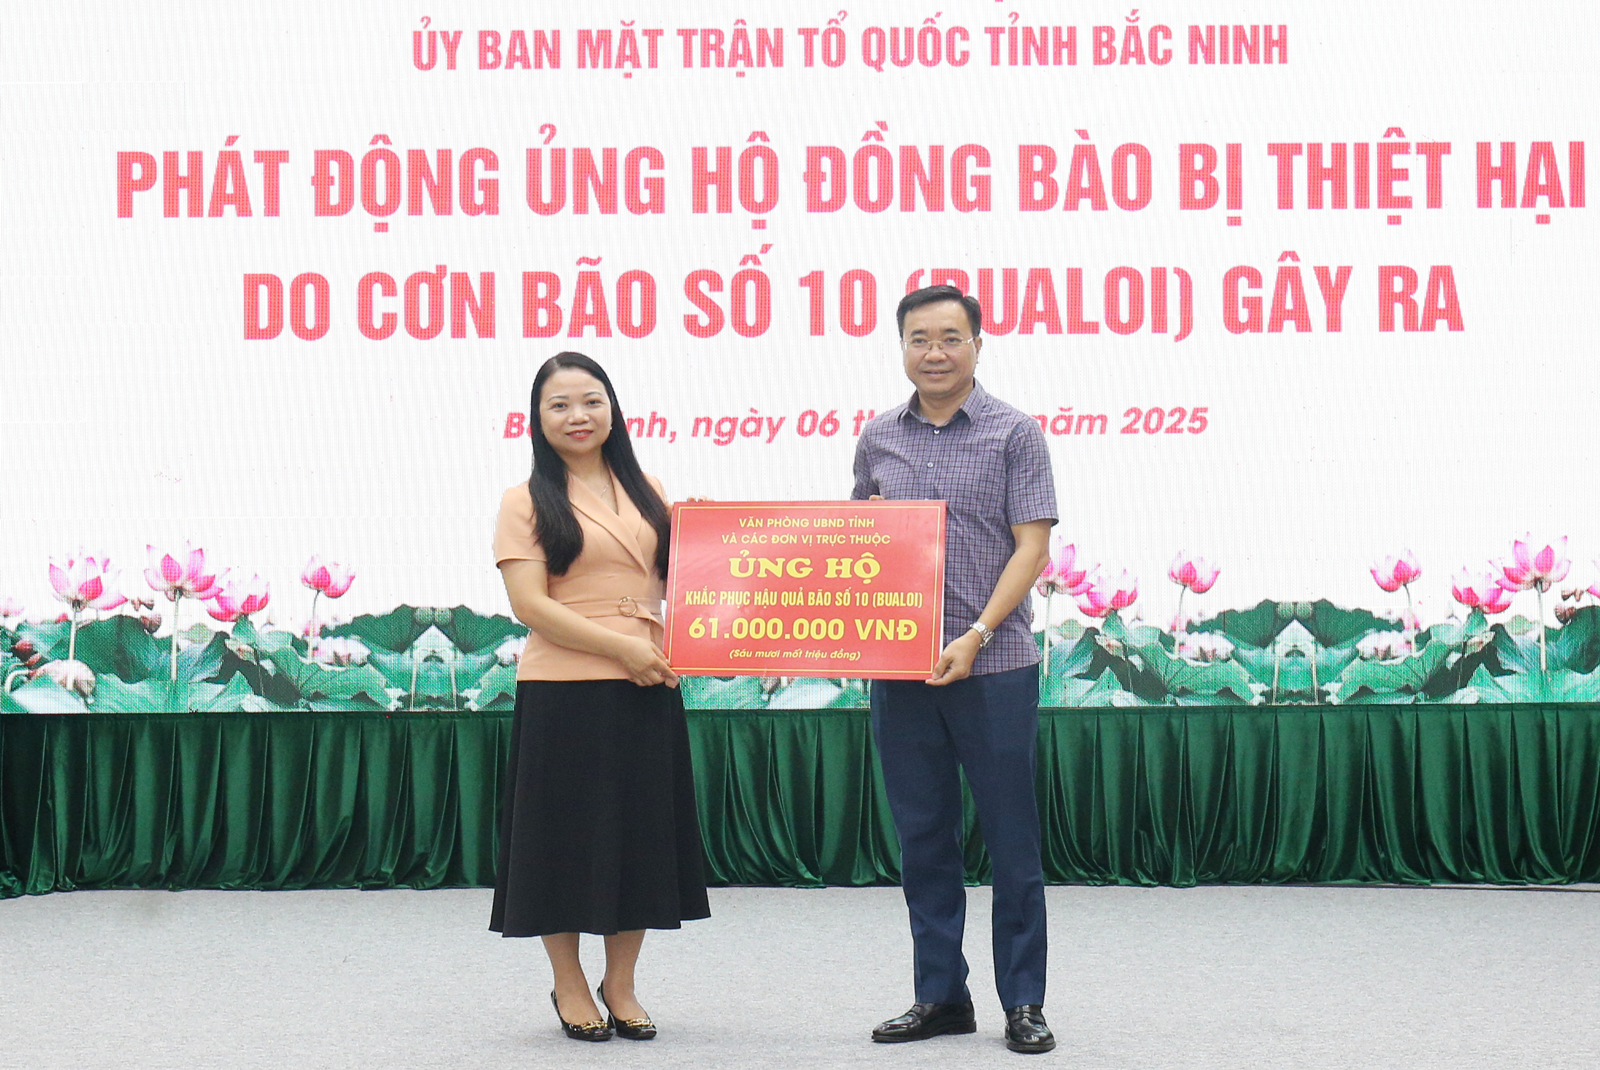 ỦY BAN MẶT TRẬN TỔ QUỐC TỈNH BẮC NINH
PHÁT ĐỘNG ỦNG HỘ ĐỒNG BÀO BỊ THIỆT HẠI
DO CƠN BÃO SỐ 10 (BUALOI) GÂY RA
ngày 06 năm 2025
VĂN PHÒNG UBND TỈNH
VÀ CÁC ĐƠN VỊ TRỰC THUỘC
ỦNG HỘ
KHẮC PHỤC HẬU QUẢ BÃO SỐ 10 (BUALOI)
61.000.000 VNĐ
(Sáu mươi mốt triệu đồng)